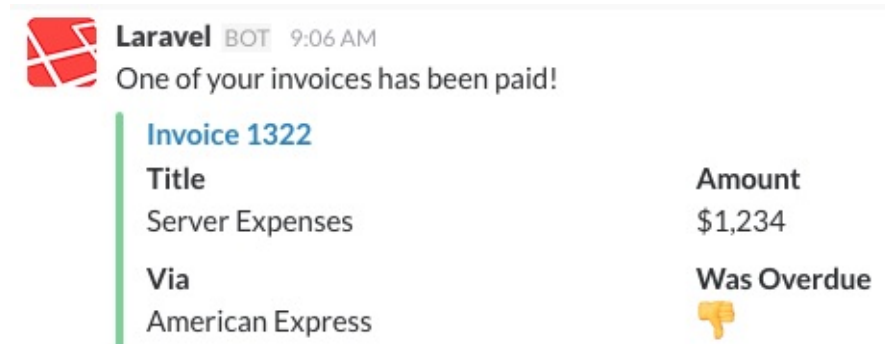 Laravel BOT 9:06 AM
One of your invoices has been paid!
Invoice 1322
Title Amount
Server Expenses $1,234
Via Was Overdue
American Express 👎